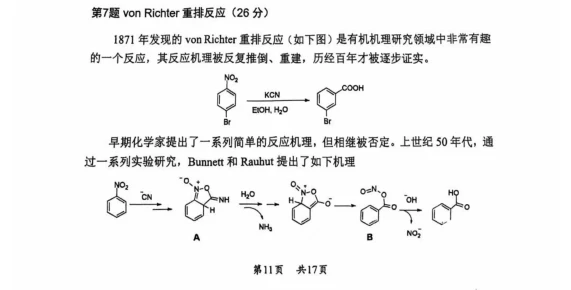 第7题 von Richter 重排反应（26 分）
1871 年发现的 von Richter 重排反应（如下图）是有机机理研究领域中非常有趣
的一个反应，其反应机理被反复推倒、重建，历经百年才被逐步证实。
NO₂
Br
KCN
EtOH, H₂O
COOH
Br
早期化学家提出了一系列简单的反应机理，但相继被否定。上世纪 50 年代，通
过一系列实验研究，Bunnett 和 Rauhut 提出了如下机理
NO₂
⁻CN
⁻O
N⁺
O
NH
H
A
H₂O
NH₃
O
N⁺
O
H
O⁻
ON
O
O
B
⁻OH
NO₂⁻
HO
O
第11页 共17页